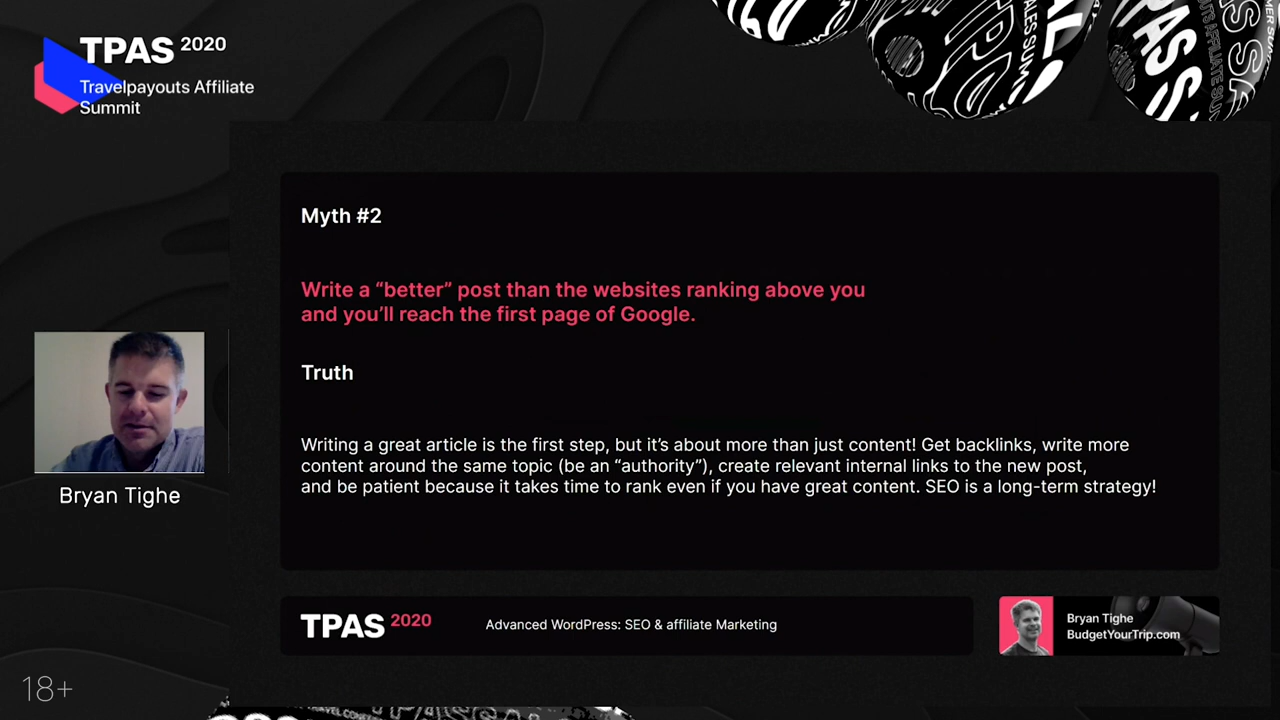 TPAS 2020
Travelpayouts Affiliate
Summit
Myth #2
Write a “better” post than the websites ranking above you
and you’ll reach the first page of Google.
Truth
Writing a great article is the first step, but it’s about more than just content! Get backlinks, write more
content around the same topic (be an “authority”), create relevant internal links to the new post,
and be patient because it takes time to rank even if you have great content. SEO is a long-term strategy!
Bryan Tighe
TPAS 2020
Advanced WordPress: SEO & affiliate Marketing
Bryan Tighe
BudgetYourTrip.com
18+